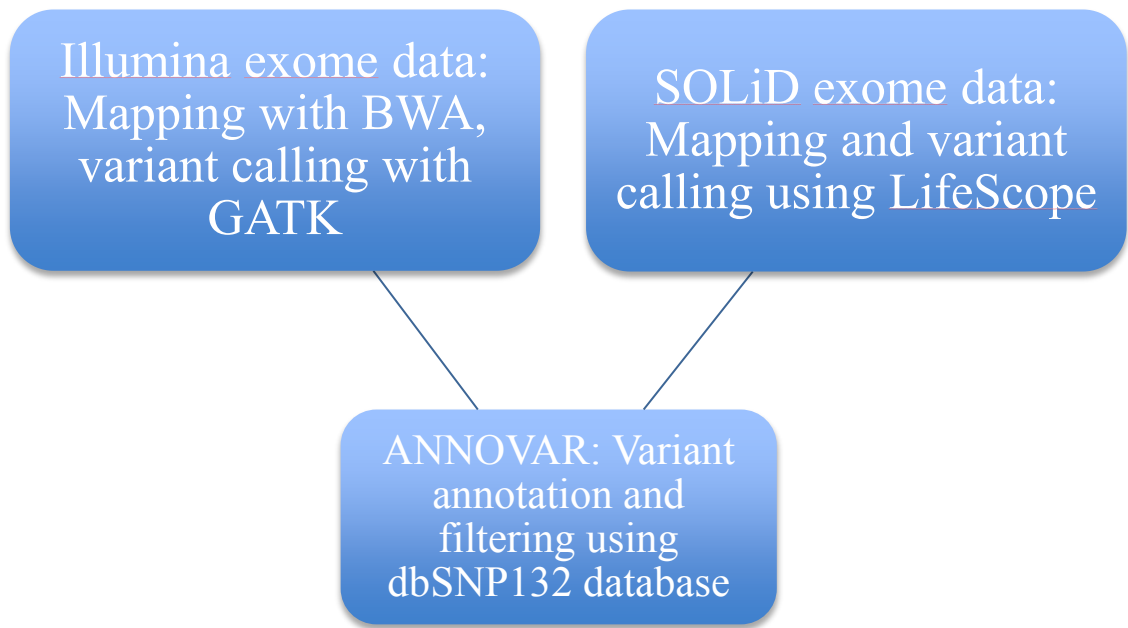 Illumina exome data:
Mapping with BWA,
variant calling with
GATK
SOLiD exome data:
Mapping and variant
calling using LifeScope
ANNOVAR: Variant
annotation and
filtering using
dbSNP132 database